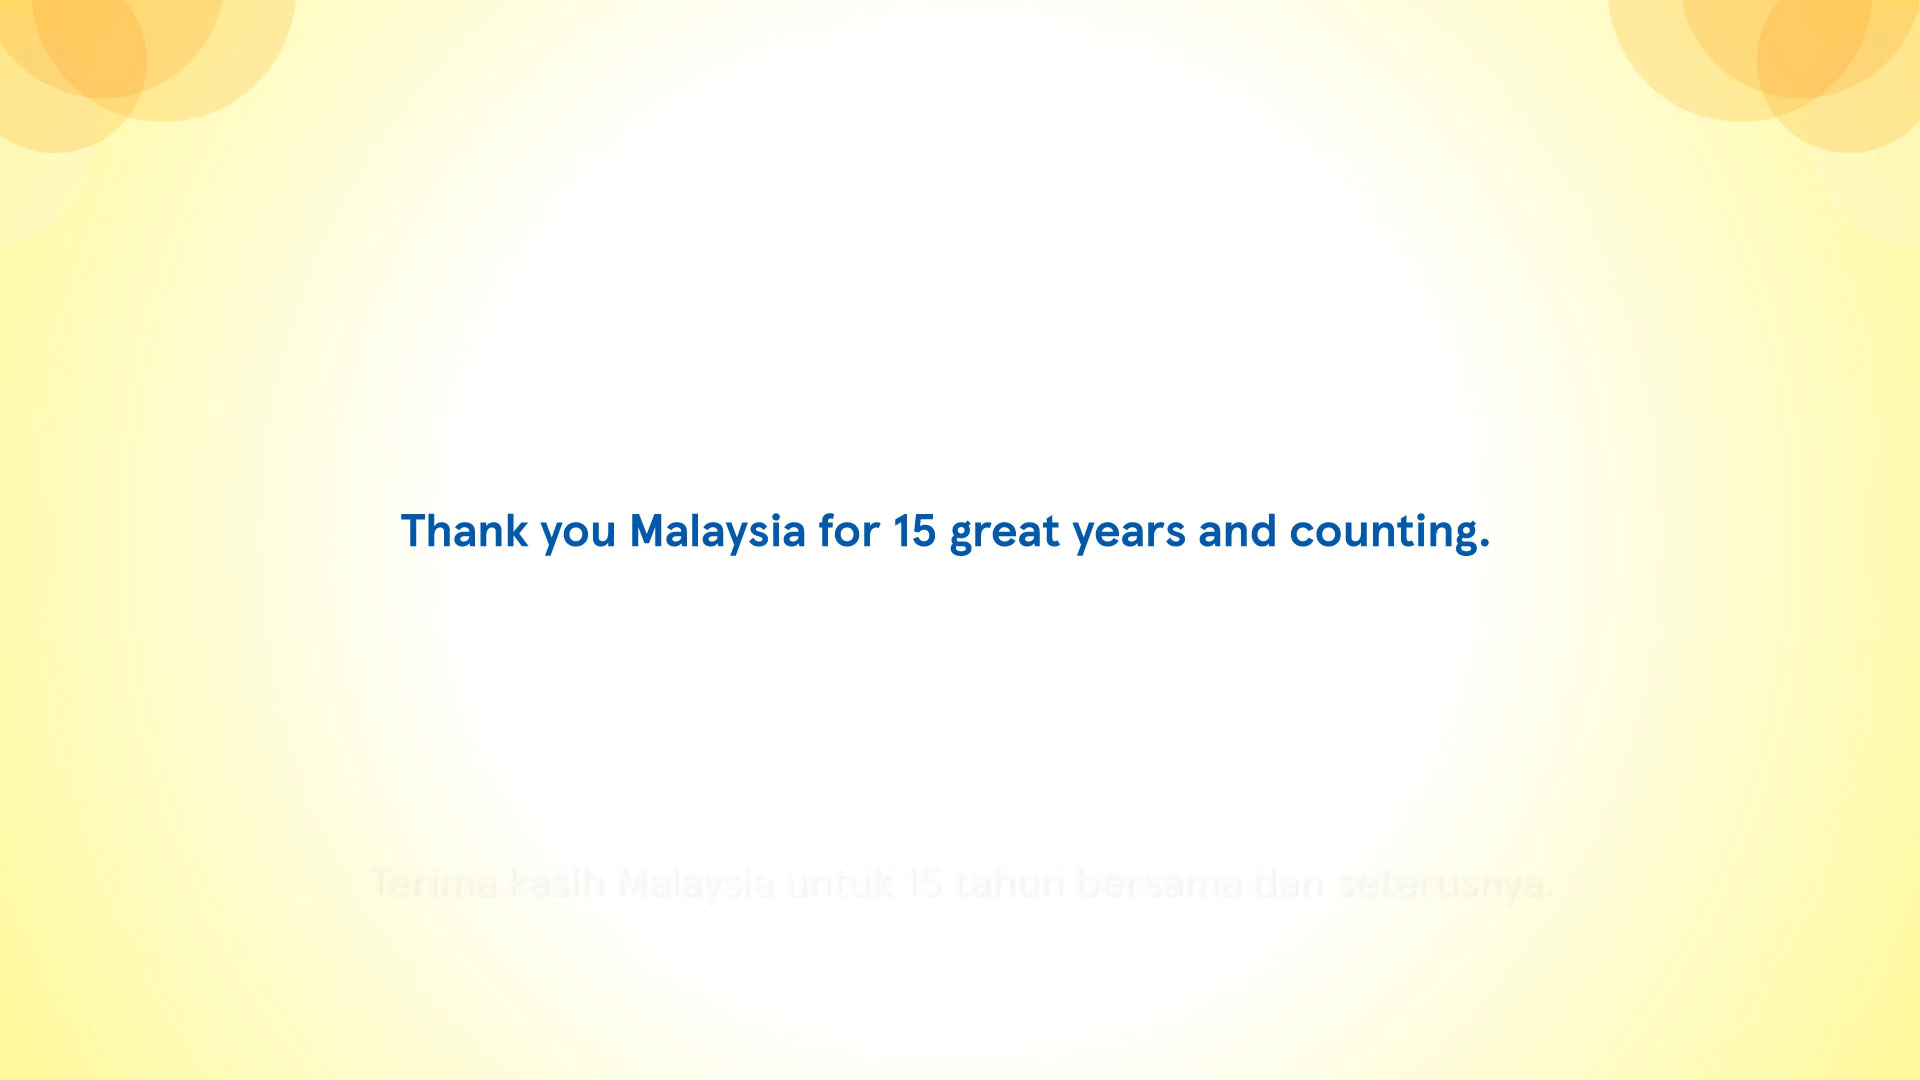 Thank you Malaysia for 15 great years and counting.
Terima kasih Malaysia untuk 15 tahun bersama dan seterusnya.